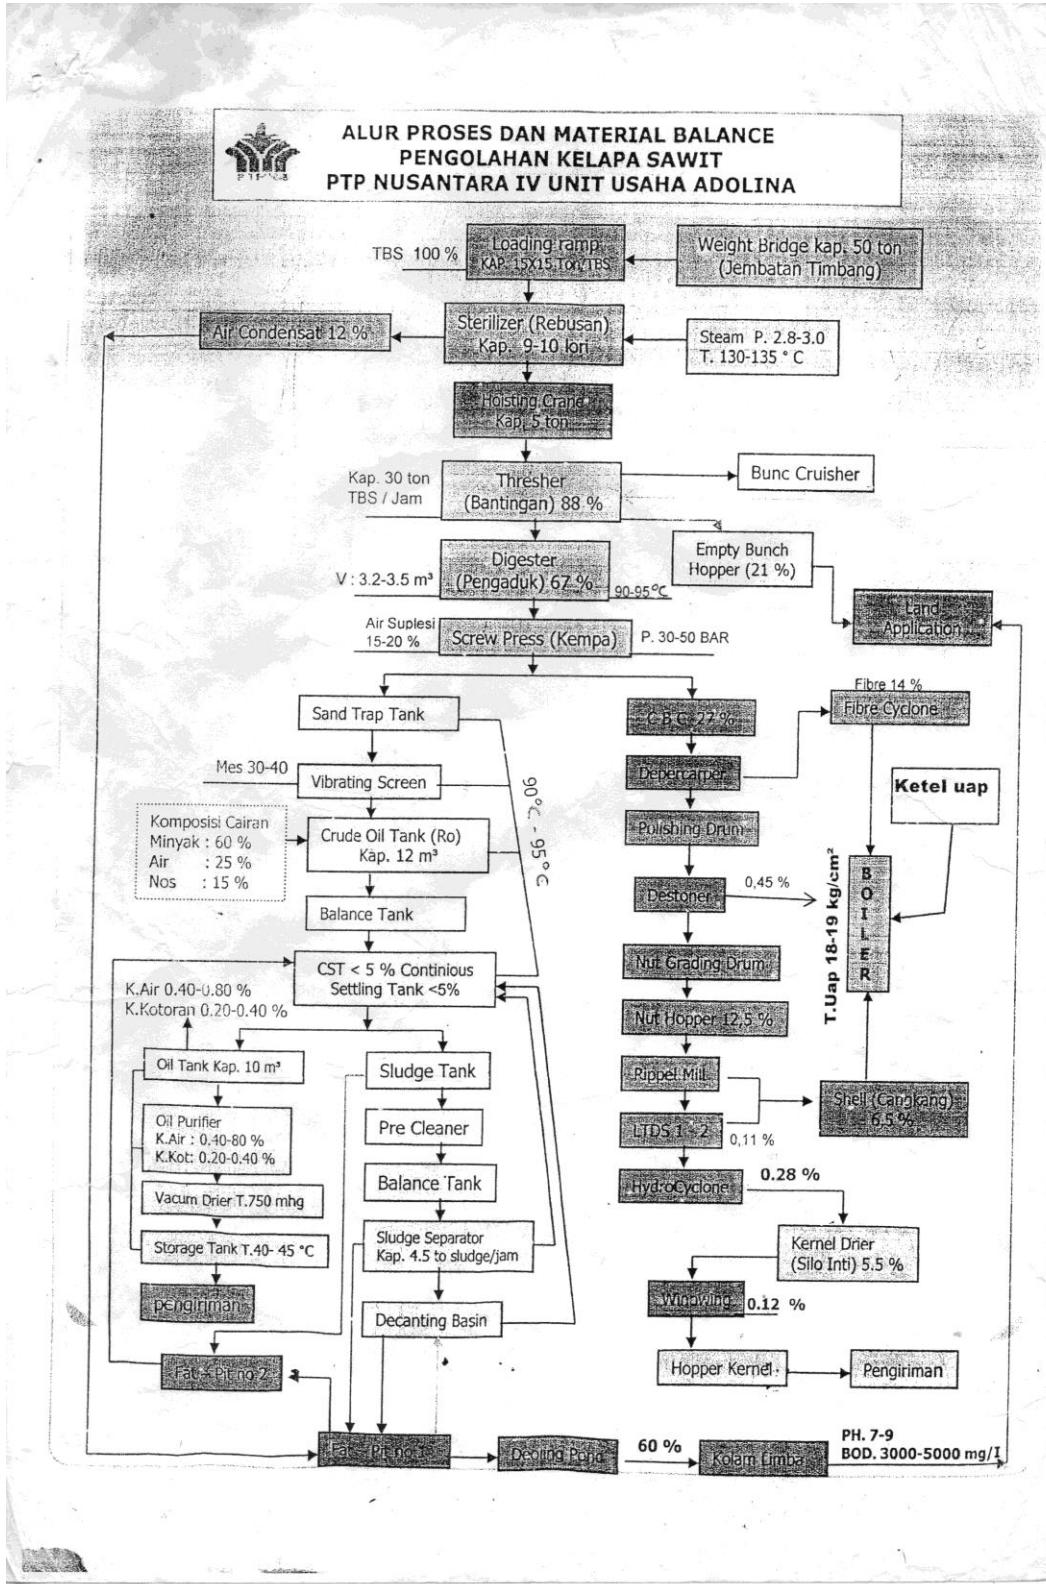 ALUR PROSES DAN MATERIAL BALANCE
PENGOLAHAN KELAPA SAWIT
PTP NUSANTARA IV UNIT USAHA ADOLINA
TBS 100 %
Loading ramp
KAP. 15X15 Ton/TBS
Weight Bridge kap. 50 ton
(Jembatan Timbang)
Air Condensat 12 %
Sterilizer (Rebusan)
Kap. 9-10 lori
Steam P. 2.8-3.0
T. 130-135 ° C
Hoisting Crane
Kap. 5 ton
Kap. 30 ton
TBS / Jam
Thresher
(Bantingan) 88 %
Bunc Cruisher
Empty Bunch
Hopper (21 %)
V : 3.2-3.5 m³
Digester
(Pengaduk) 67 %
90-95°C
Land
Application
Air Suplesi
15-20 %
Screw Press (Kempa)
P. 30-50 BAR
Sand Trap Tank
C.B.C. 27 %
Fibre 14 %
Fibre Cyclone
Mes 30-40
Vibrating Screen
Depercarper
Ketel uap
90°C - 95°C
Komposisi Cairan
Minyak : 60 %
Air : 25 %
Nos : 15 %
Crude Oil Tank (Ro)
Kap. 12 m³
Polishing Drum
Balance Tank
Destoner
0,45 %
T.Uap 18-19 kg/cm²
BOILER
CST < 5 % Continious
Settling Tank <5%
Nut Grading Drum
K.Air 0.40-0.80 %
K.Kotoran 0.20-0.40 %
Nut Hopper 12,5 %
Oil Tank Kap. 10 m³
Sludge Tank
Rippel Mill
Shell (Cangkang)
6.5 %
Oil Purifier
K.Air : 0.40-80 %
K.Kot: 0.20-0.40 %
Pre Cleaner
LTDS 1 - 2
0,11 %
Vacum Drier T.750 mhg
Balance Tank
HydroCyclone
0.28 %
Storage Tank T.40- 45 °C
Sludge Separator
Kap. 4.5 to sludge/jam
Kernel Drier
(Silo Inti) 5.5 %
pengiriman
Decanting Basin
Winowing
0.12 %
Fat - Pit no 2
Hopper Kernel
Pengiriman
Fat - Pit no 1
Deoling Pond
60 %
Kolam Limba
PH. 7-9
BOD. 3000-5000 mg/I